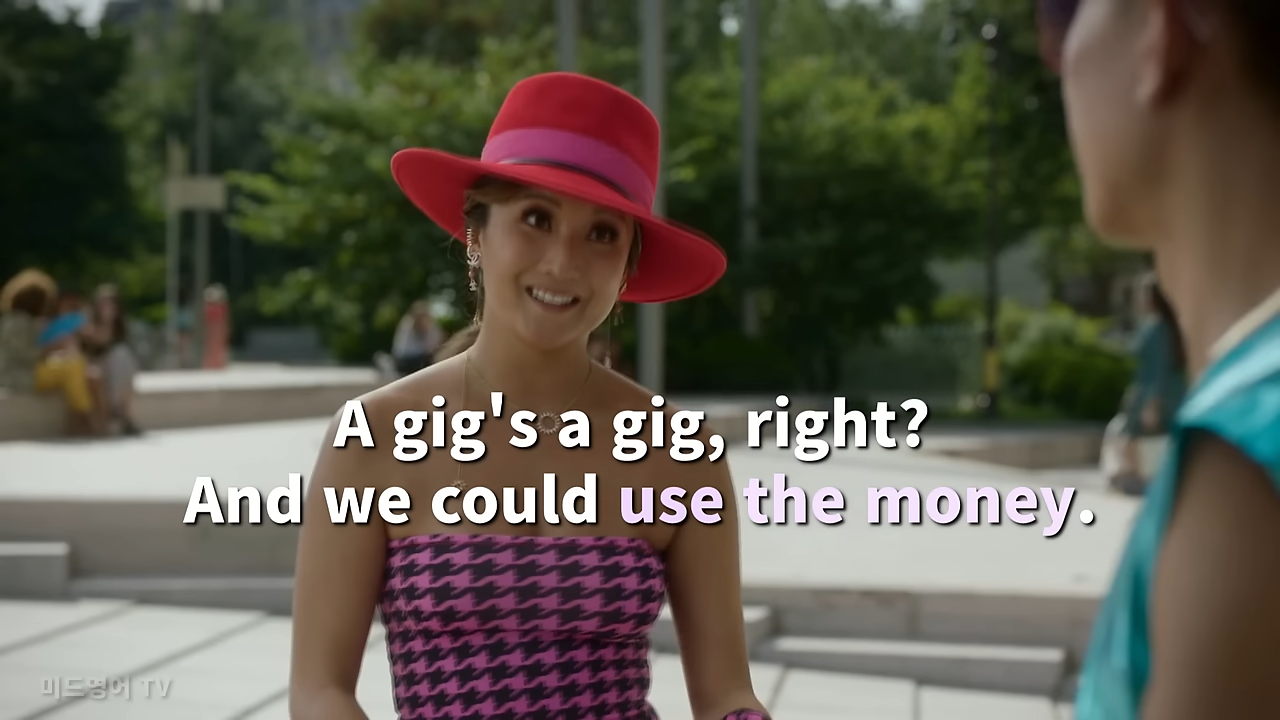 A gig's a gig, right?
And we could use the money.
미드영어 TV